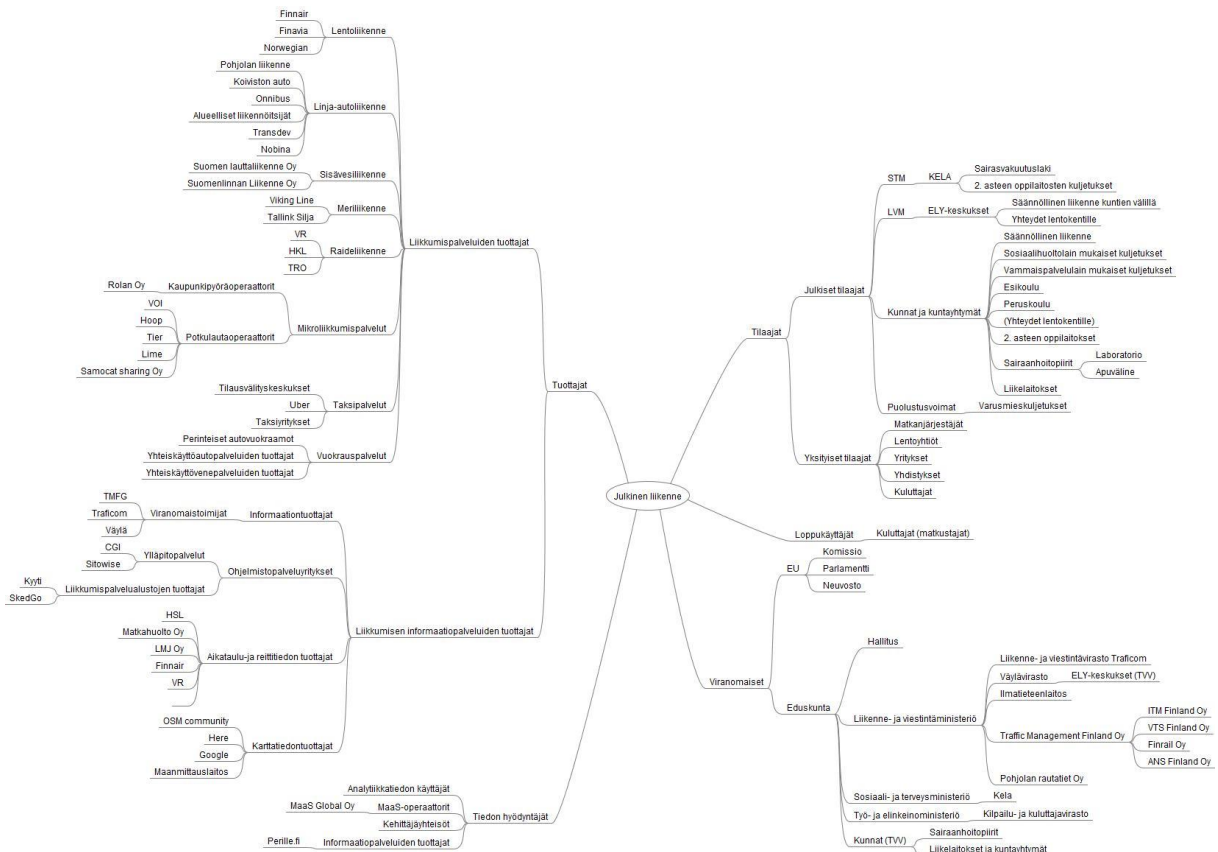 Julkinen liikenne
Tuottajat
Liikkumispalveluiden tuottajat
Lentoliikenne
Finnair
Finavia
Norwegian
Linja-autoliikenne
Pohjolan liikenne
Koiviston auto
Onnibus
Alueelliset liikennöitsijät
Transdev
Nobina
Sisävesiliikenne
Suomen lauttaliikenne Oy
Suomenlinnan Liikenne Oy
Meriliikenne
Viking Line
Tallink Silja
Raideliikenne
VR
HKL
TRO
Mikroliikkumispalvelut
Kaupunkipyöräoperaattorit
Rolan Oy
Potkulautaoperaattorit
VOI
Hoop
Tier
Lime
Samocat sharing Oy
Taksipalvelut
Tilausvälityskeskukset
Uber
Taksiyritykset
Vuokrauspalvelut
Perinteiset autovuokraamot
Yhteiskäyttöautopalveluiden tuottajat
Yhteiskäyttövenepalveluiden tuottajat
Liikkumisen informaatiopalveluiden tuottajat
Informaationtuottajat
Viranomaistoimijat
TMFG
Traficom
Väylä
Ohjelmistopalveluyritykset
Ylläpitopalvelut
CGI
Sitowise
Liikkumispalvelualustojen tuottajat
Kyyti
SkedGo
Aikataulu-ja reittitiedon tuottajat
HSL
Matkahuolto Oy
LMJ Oy
Finnair
VR
Karttatiedontuottajat
OSM community
Here
Google
Maanmittauslaitos
Tiedon hyödyntäjät
Analytiikkatiedon käyttäjät
MaaS-operaattorit
MaaS Global Oy
Kehittäjäyhteisöt
Informaatiopalveluiden tuottajat
Perille.fi
Tilaajat
Julkiset tilaajat
STM
KELA
Sairasvakuutuslaki
2. asteen oppilaitosten kuljetukset
LVM
ELY-keskukset
Säännöllinen liikenne kuntien välillä
Yhteydet lentokentille
Kunnat ja kuntayhtymät
Säännöllinen liikenne
Sosiaalihuoltolain mukaiset kuljetukset
Vammaispalvelulain mukaiset kuljetukset
Esikoulu
Peruskoulu
(Yhteydet lentokentille)
2. asteen oppilaitokset
Sairaanhoitopiirit
Laboratorio
Apuväline
Liikelaitokset
Puolustusvoimat
Varusmieskuljetukset
Yksityiset tilaajat
Matkanjärjestäjät
Lentoyhtiöt
Yritykset
Yhdistykset
Kuluttajat
Loppukäyttäjät
Kuluttajat (matkustajat)
Viranomaiset
EU
Komissio
Parlamentti
Neuvosto
Eduskunta
Hallitus
Liikenne- ja viestintäministeriö
Liikenne- ja viestintävirasto Traficom
Väylävirasto
ELY-keskukset (TVV)
Ilmatieteenlaitos
Traffic Management Finland Oy
ITM Finland Oy
VTS Finland Oy
Finrail Oy
ANS Finland Oy
Pohjolan rautatiet Oy
Sosiaali- ja terveysministeriö
Kela
Työ- ja elinkeinoministeriö
Kilpailu- ja kuluttajavirasto
Kunnat (TVV)
Sairaanhoitopiirit
Liikelaitokset ja kuntayhtymät